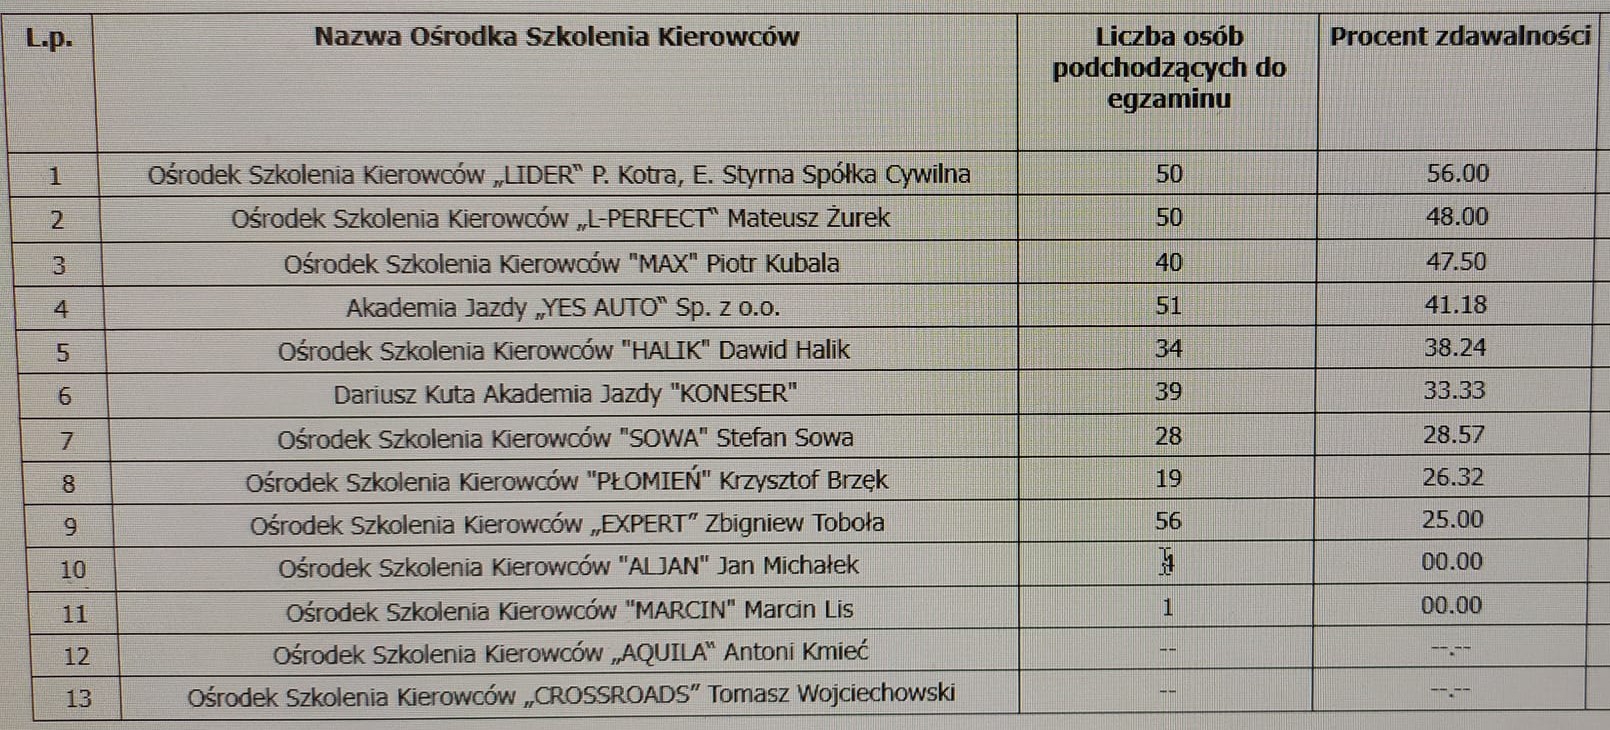 L.p. Nazwa Ośrodka Szkolenia Kierowców Liczba osób podchodzących do egzaminu Procent zdawalności
1 Ośrodek Szkolenia Kierowców „LIDER‟ P. Kotra, E. Styrna Spółka Cywilna 50 56.00
2 Ośrodek Szkolenia Kierowców „L-PERFECT‟ Mateusz Żurek 50 48.00
3 Ośrodek Szkolenia Kierowców "MAX" Piotr Kubala 40 47.50
4 Akademia Jazdy „YES AUTO‟ Sp. z o.o. 51 41.18
5 Ośrodek Szkolenia Kierowców "HALIK" Dawid Halik 34 38.24
6 Dariusz Kuta Akademia Jazdy "KONESER" 39 33.33
7 Ośrodek Szkolenia Kierowców "SOWA" Stefan Sowa 28 28.57
8 Ośrodek Szkolenia Kierowców "PŁOMIEŃ" Krzysztof Brzęk 19 26.32
9 Ośrodek Szkolenia Kierowców „EXPERT” Zbigniew Toboła 56 25.00
10 Ośrodek Szkolenia Kierowców "ALJAN" Jan Michałek 00.00
11 Ośrodek Szkolenia Kierowców "MARCIN" Marcin Lis 1 00.00
12 Ośrodek Szkolenia Kierowców „AQUILA‟ Antoni Kmieć -- --.--
13 Ośrodek Szkolenia Kierowców „CROSSROADS” Tomasz Wojciechowski -- --.--